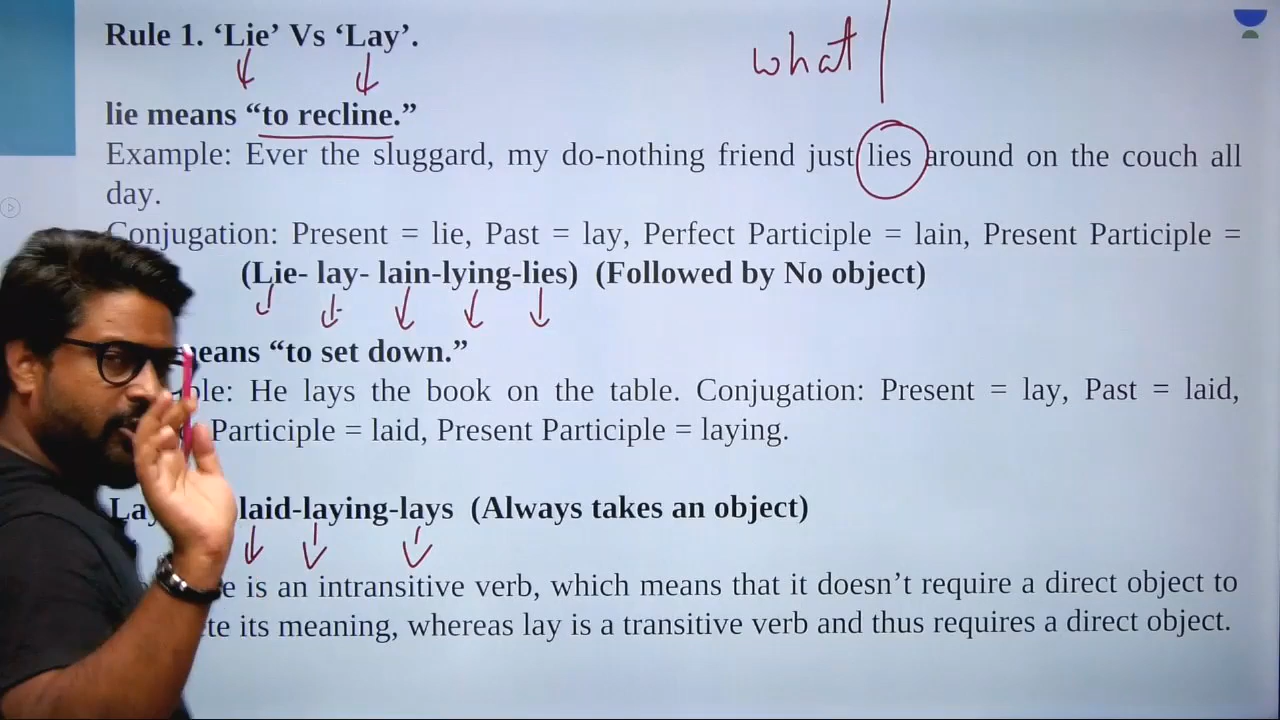 Rule 1. ‘Lie’ Vs ‘Lay’.
what
lie means “to recline.”
Example: Ever the sluggard, my do-nothing friend just lies around on the couch all
day.
Conjugation: Present = lie, Past = lay, Perfect Participle = lain, Present Participle =
(Lie- lay- lain-lying-lies) (Followed by No object)
means “to set down.”
He lays the book on the table. Conjugation: Present = lay, Past = laid,
Participle = laid, Present Participle = laying.
laid-laying-lays (Always takes an object)
is an intransitive verb, which means that it doesn’t require a direct object to
its meaning, whereas lay is a transitive verb and thus requires a direct object.